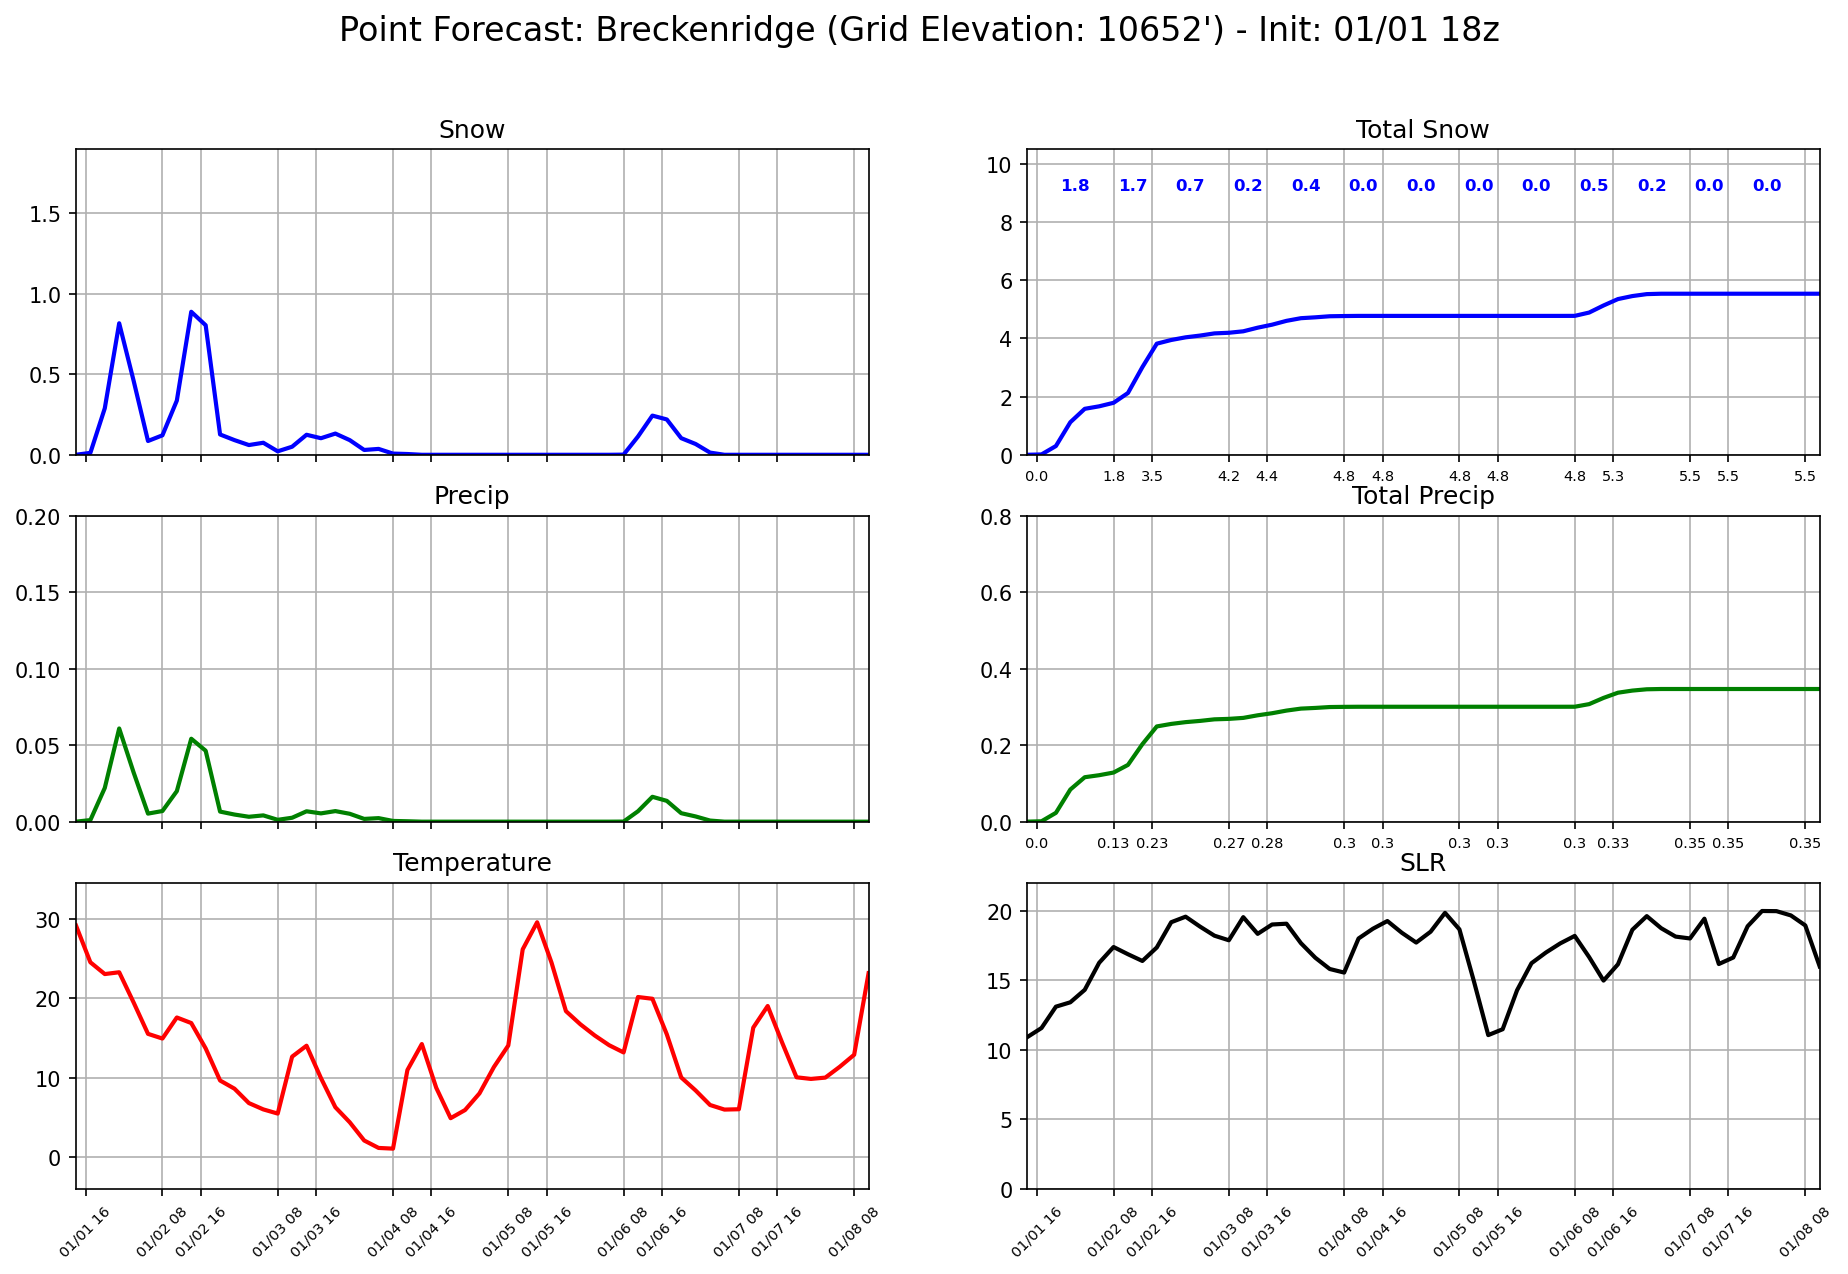 Point Forecast: Breckenridge (Grid Elevation: 10652') - Init: 01/01 18z
Snow
1.5
1.0
0.5
0.0
Total Snow
10
8
6
4
2
0
1.8 1.7 0.7 0.2 0.4 0.0 0.0 0.0 0.0 0.5 0.2 0.0 0.0
0.0 1.8 3.5 4.2 4.4 4.8 4.8 4.8 4.8 4.8 5.3 5.5 5.5 5.5
Precip
0.20
0.15
0.10
0.05
0.00
Total Precip
0.8
0.6
0.4
0.2
0.0
0.0 0.13 0.23 0.27 0.28 0.3 0.3 0.3 0.3 0.3 0.33 0.35 0.35 0.35
Temperature
30
20
10
0
01/01 16 01/02 08 01/02 16 01/03 08 01/03 16 01/04 08 01/04 16 01/05 08 01/05 16 01/06 08 01/06 16 01/07 08 01/07 16 01/08 08
SLR
20
15
10
5
0
01/01 16 01/02 08 01/02 16 01/03 08 01/03 16 01/04 08 01/04 16 01/05 08 01/05 16 01/06 08 01/06 16 01/07 08 01/07 16 01/08 08